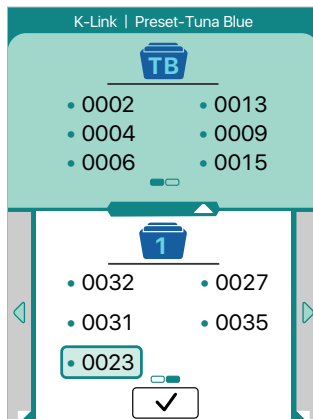 K-Link | Preset-Tuna Blue
TB
• 0002 • 0013
• 0004 • 0009
• 0006 • 0015
1
• 0032 • 0027
• 0031 • 0035
• 0023